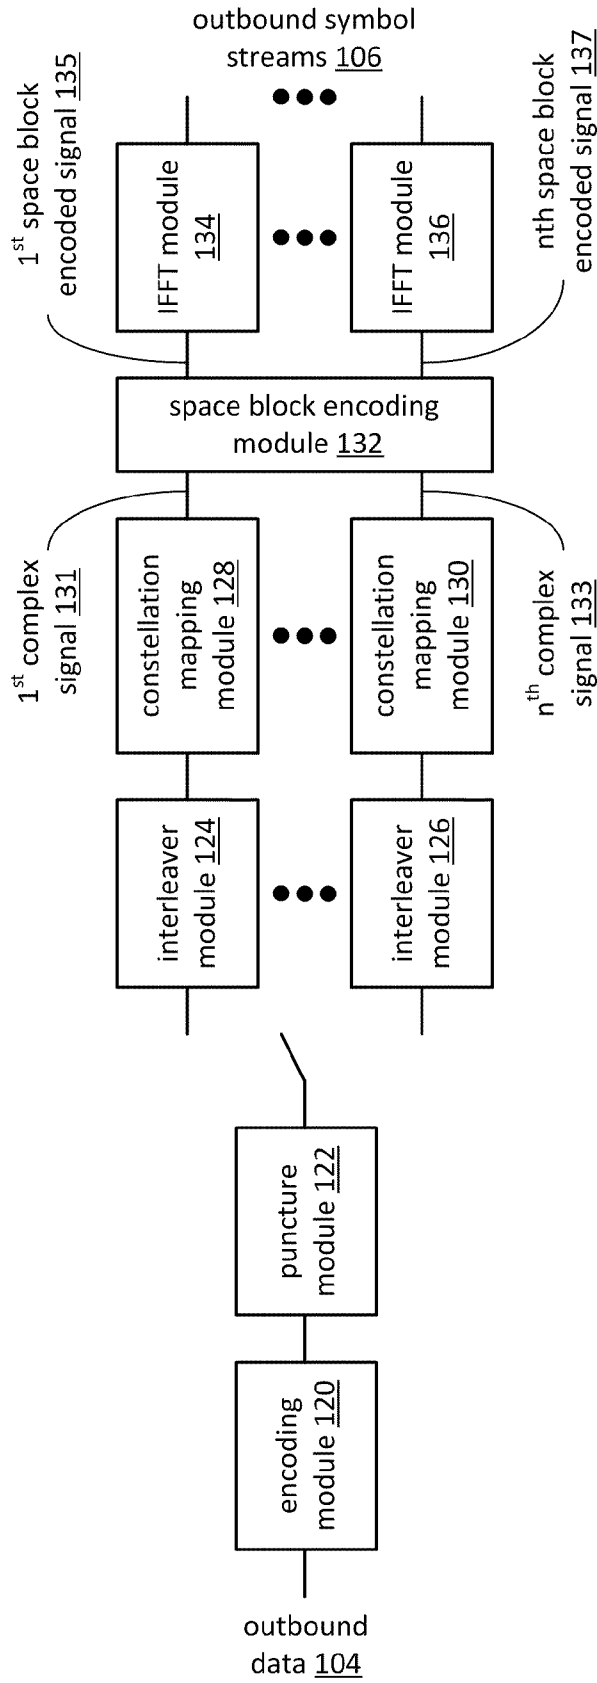 outbound symbol
streams 106
1st space block
encoded signal 135
nth space block
encoded signal 137
IFFT module
134
IFFT module
136
space block encoding
module 132
1st complex
signal 131
nth complex
signal 133
constellation
mapping
module 128
constellation
mapping
module 130
interleaver
module 124
interleaver
module 126
puncture
module 122
encoding
module 120
outbound
data 104